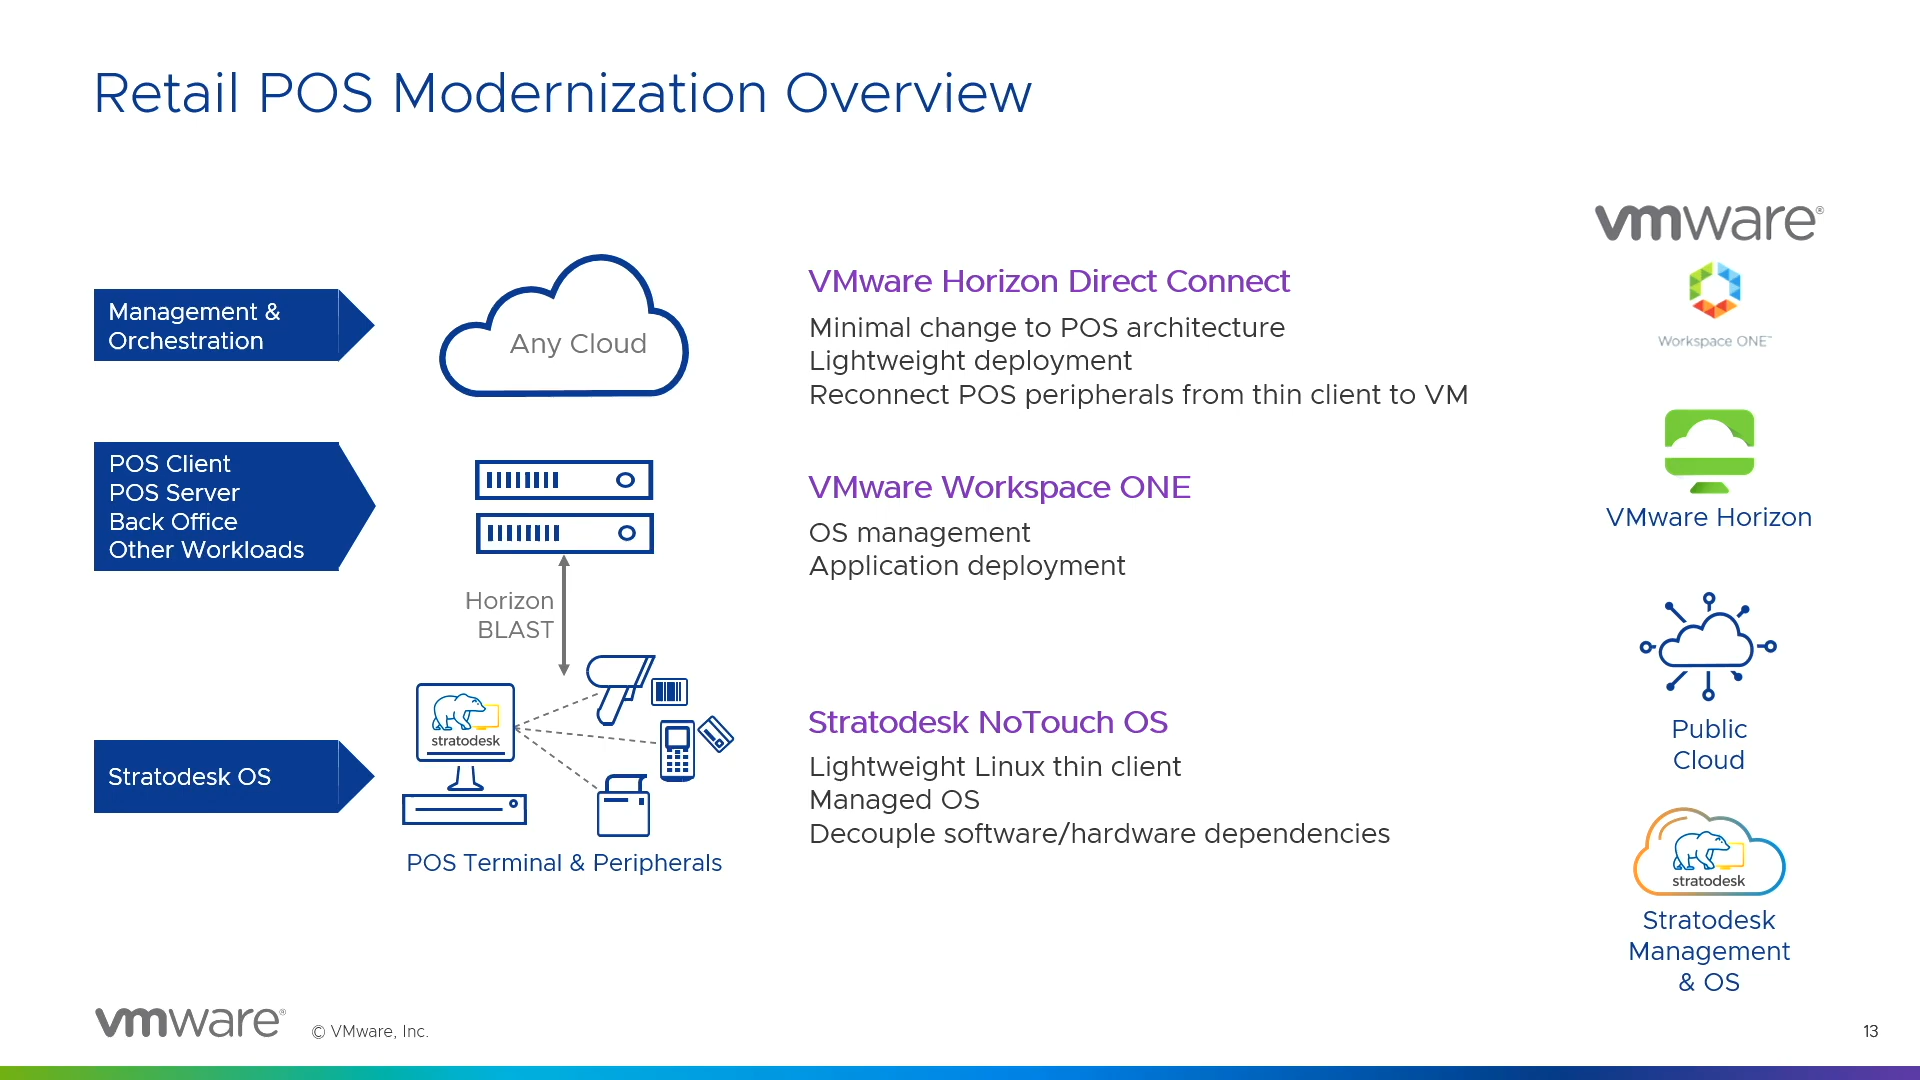 Retail POS Modernization Overview
Management &
Orchestration
Any Cloud
VMware Horizon Direct Connect
Minimal change to POS architecture
Lightweight deployment
Reconnect POS peripherals from thin client to VM
POS Client
POS Server
Back Office
Other Workloads
VMware Workspace ONE
OS management
Application deployment
Horizon
BLAST
stratodesk
Stratodesk OS
POS Terminal & Peripherals
Stratodesk NoTouch OS
Lightweight Linux thin client
Managed OS
Decouple software/hardware dependencies
vmware®
Workspace ONE™
VMware Horizon
Public
Cloud
stratodesk
Stratodesk
Management
& OS
vmware®
© VMware, Inc.
13